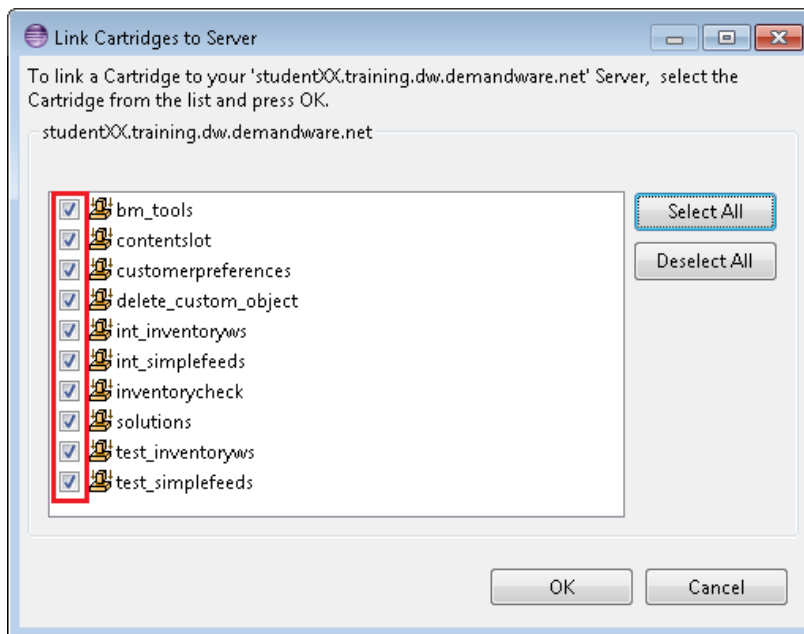 Link Cartridges to Server
To link a Cartridge to your 'studentXX.training.dw.demandware.net' Server,  select the
Cartridge from the list and press OK.
studentXX.training.dw.demandware.net
bm_tools
contentslot
customerpreferences
delete_custom_object
int_inventoryws
int_simplefeeds
inventorycheck
solutions
test_inventoryws
test_simplefeeds
Select All
Deselect All
OK
Cancel